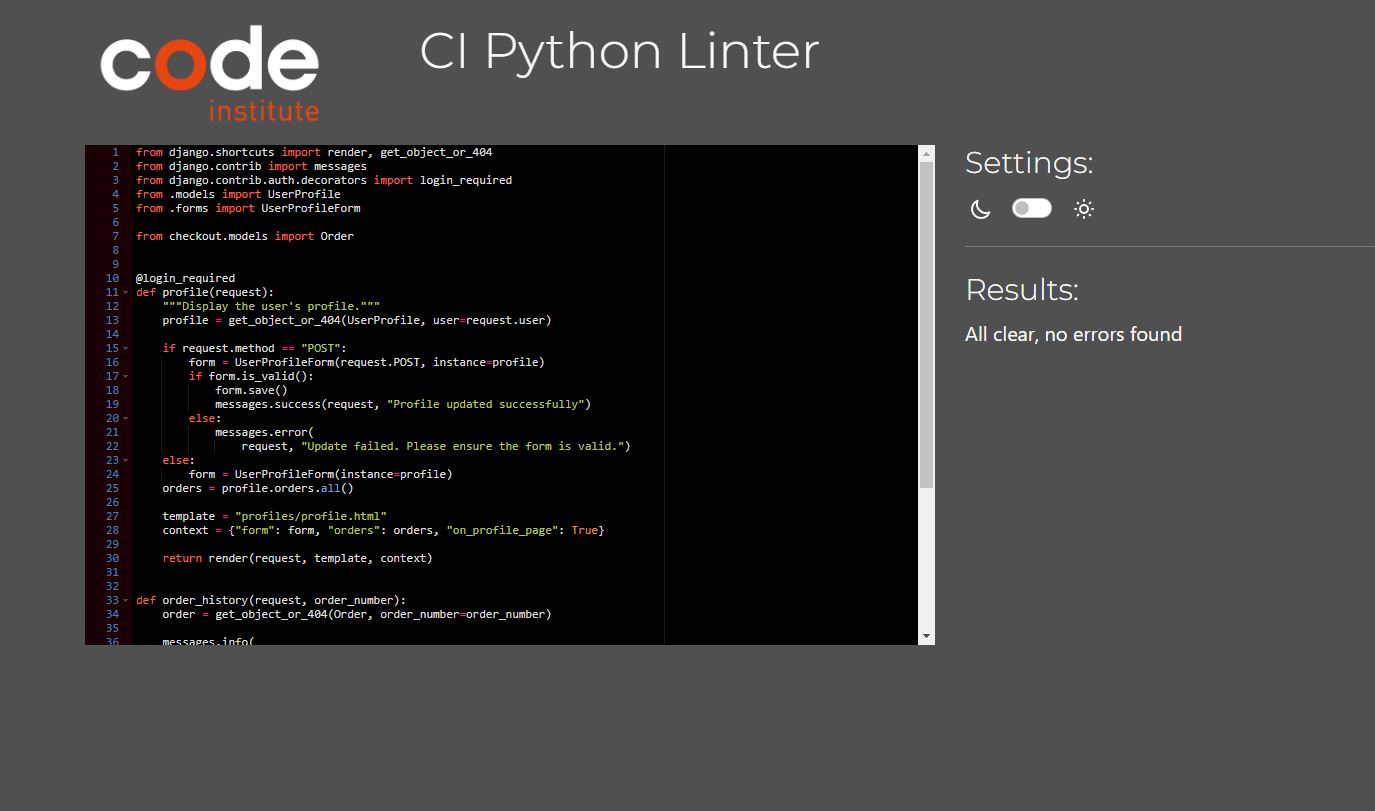 code
institute
CI Python Linter
1 from django.shortcuts import render, get_object_or_404
2 from django.contrib import messages
3 from django.contrib.auth.decorators import login_required
4 from .models import UserProfile
5 from .forms import UserProfileForm
6
7 from checkout.models import Order
8
9
10 @login_required
11 def profile(request):
12     """Display the user's profile."""
13     profile = get_object_or_404(UserProfile, user=request.user)
14
15     if request.method == "POST":
16         form = UserProfileForm(request.POST, instance=profile)
17         if form.is_valid():
18             form.save()
19             messages.success(request, "Profile updated successfully")
20         else:
21             messages.error(
22                 request, "Update failed. Please ensure the form is valid.")
23     else:
24         form = UserProfileForm(instance=profile)
25     orders = profile.orders.all()
26
27     template = "profiles/profile.html"
28     context = {"form": form, "orders": orders, "on_profile_page": True}
29
30     return render(request, template, context)
31
32
33 def order_history(request, order_number):
34     order = get_object_or_404(Order, order_number=order_number)
35
36     messages.info(
Settings:
Results:
All clear, no errors found